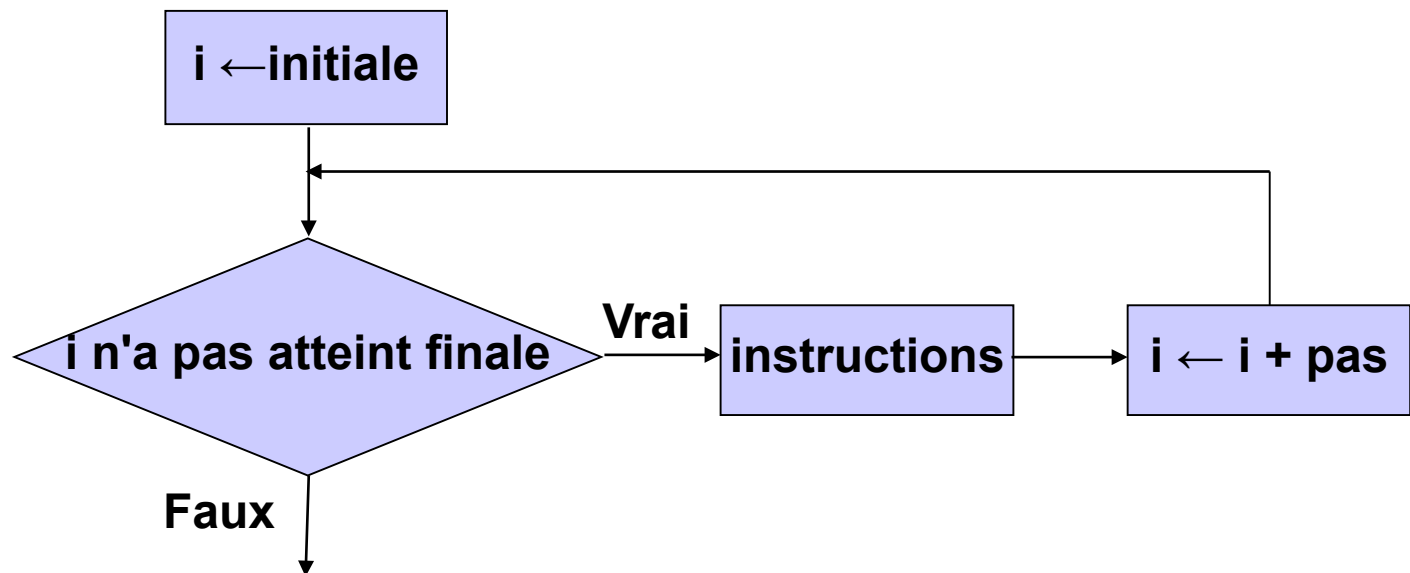 i ←initiale
i n'a pas atteint finale
Vrai
instructions
i ← i + pas
Faux